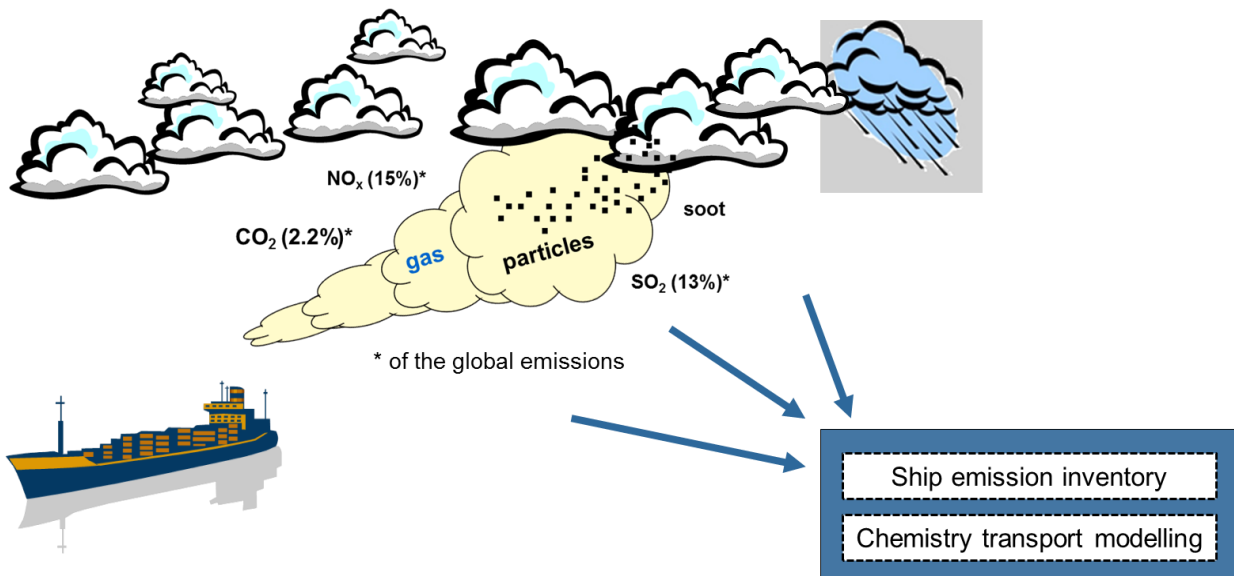 NOₓ (15%)*
soot
CO₂ (2.2%)*
gas
particles
SO₂ (13%)*
* of the global emissions
Ship emission inventory
Chemistry transport modelling